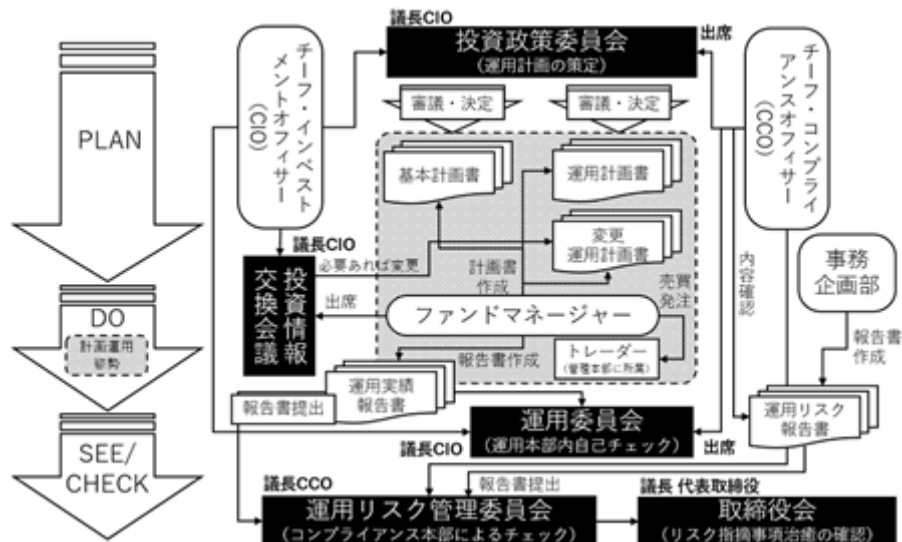 議長CIO
投資政策委員会
(運用計画の策定)
出席
チーフ・インベスト
メントオフィサー
(CIO)
チーフ・コンプライ
アンスオフィサー
(CCO)
PLAN
審議・決定
審議・決定
基本計画書
運用計画書
変更
運用計画書
議長CIO
必要あれば変更
投資情報
交換会議
計画書
作成
売買
発注
内容確認
事務
企画部
DO
計画運用
姿勢
出席
ファンドマネージャー
報告書作成
トレーダー
(管理本部に所属)
報告書
作成
運用実績
報告書
報告書提出
運用委員会
(運用本部内自己チェック)
議長CIO
出席
運用リスク
報告書
SEE/
CHECK
議長CCO
報告書提出
議長 代表取締役
運用リスク管理委員会
(コンプライアンス本部によるチェック)
取締役会
(リスク指摘事項治癒の確認)